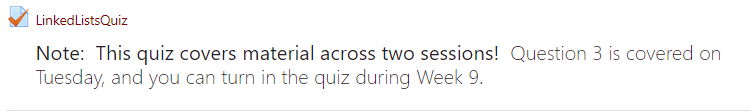 LinkedListsQuiz
Note:  This quiz covers material across two sessions!  Question 3 is covered on
Tuesday, and you can turn in the quiz during Week 9.